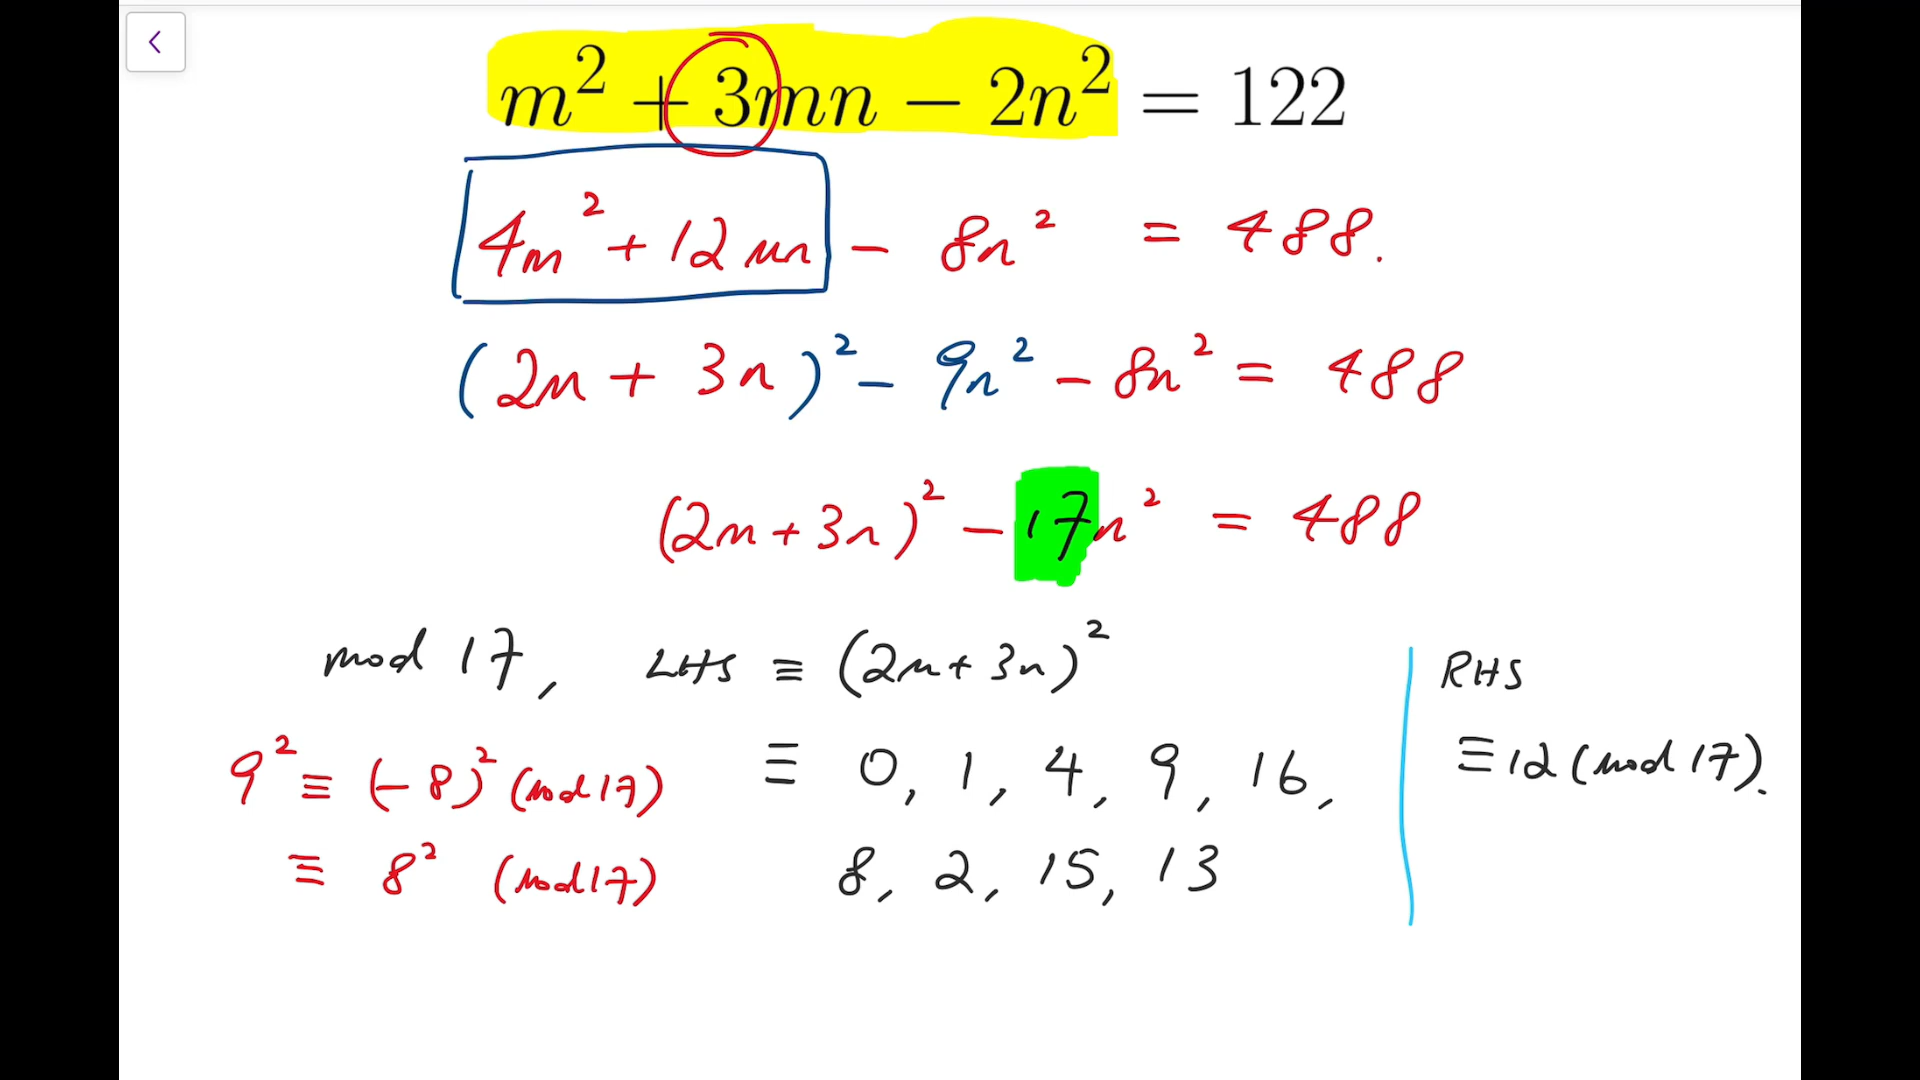 m² + 3mn − 2n² = 122
4m² + 12mn − 8n² = 488.
(2m + 3n)² − 9n² − 8n² = 488
(2m + 3n)² − 17n² = 488
mod 17, LHS ≡ (2m + 3n)²
≡ 0, 1, 4, 9, 16,
8, 2, 15, 13
9² ≡ (−8)² (mod 17)
≡ 8² (mod 17)
RHS
≡ 12 (mod 17).